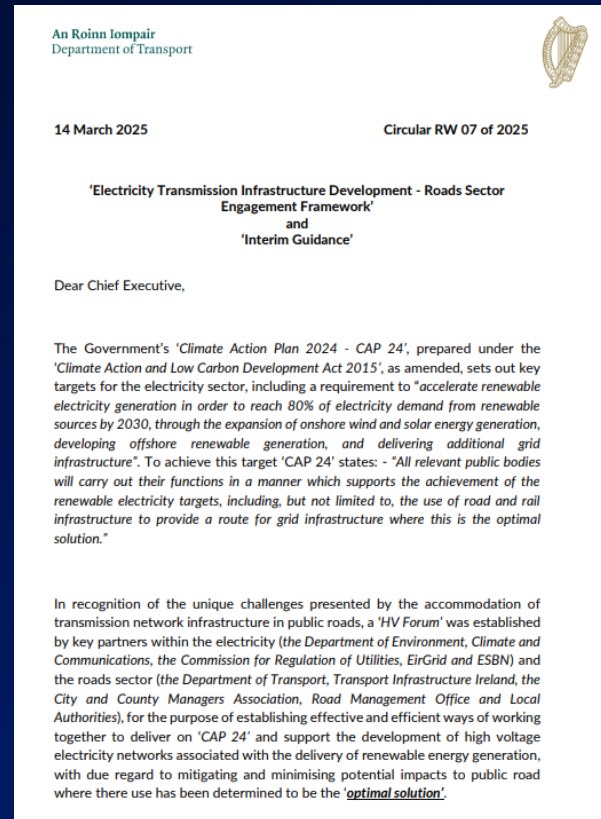 An Roinn Iompair
Department of Transport
14 March 2025 Circular RW 07 of 2025
‘Electricity Transmission Infrastructure Development - Roads Sector
Engagement Framework’
and
‘Interim Guidance’
Dear Chief Executive,
The Government’s ‘Climate Action Plan 2024 - CAP 24’, prepared under the
‘Climate Action and Low Carbon Development Act 2015’, as amended, sets out key
targets for the electricity sector, including a requirement to “accelerate renewable
electricity generation in order to reach 80% of electricity demand from renewable
sources by 2030, through the expansion of onshore wind and solar energy generation,
developing offshore renewable generation, and delivering additional grid
infrastructure”. To achieve this target ‘CAP 24’ states: - “All relevant public bodies
will carry out their functions in a manner which supports the achievement of the
renewable electricity targets, including, but not limited to, the use of road and rail
infrastructure to provide a route for grid infrastructure where this is the optimal
solution.”
In recognition of the unique challenges presented by the accommodation of
transmission network infrastructure in public roads, a ‘HV Forum’ was established
by key partners within the electricity (the Department of Environment, Climate and
Communications, the Commission for Regulation of Utilities, EirGrid and ESBN) and
the roads sector (the Department of Transport, Transport Infrastructure Ireland, the
City and County Managers Association, Road Management Office and Local
Authorities), for the purpose of establishing effective and efficient ways of working
together to deliver on ‘CAP 24’ and support the development of high voltage
electricity networks associated with the delivery of renewable energy generation,
with due regard to mitigating and minimising potential impacts to public road
where there use has been determined to be the ‘optimal solution’.